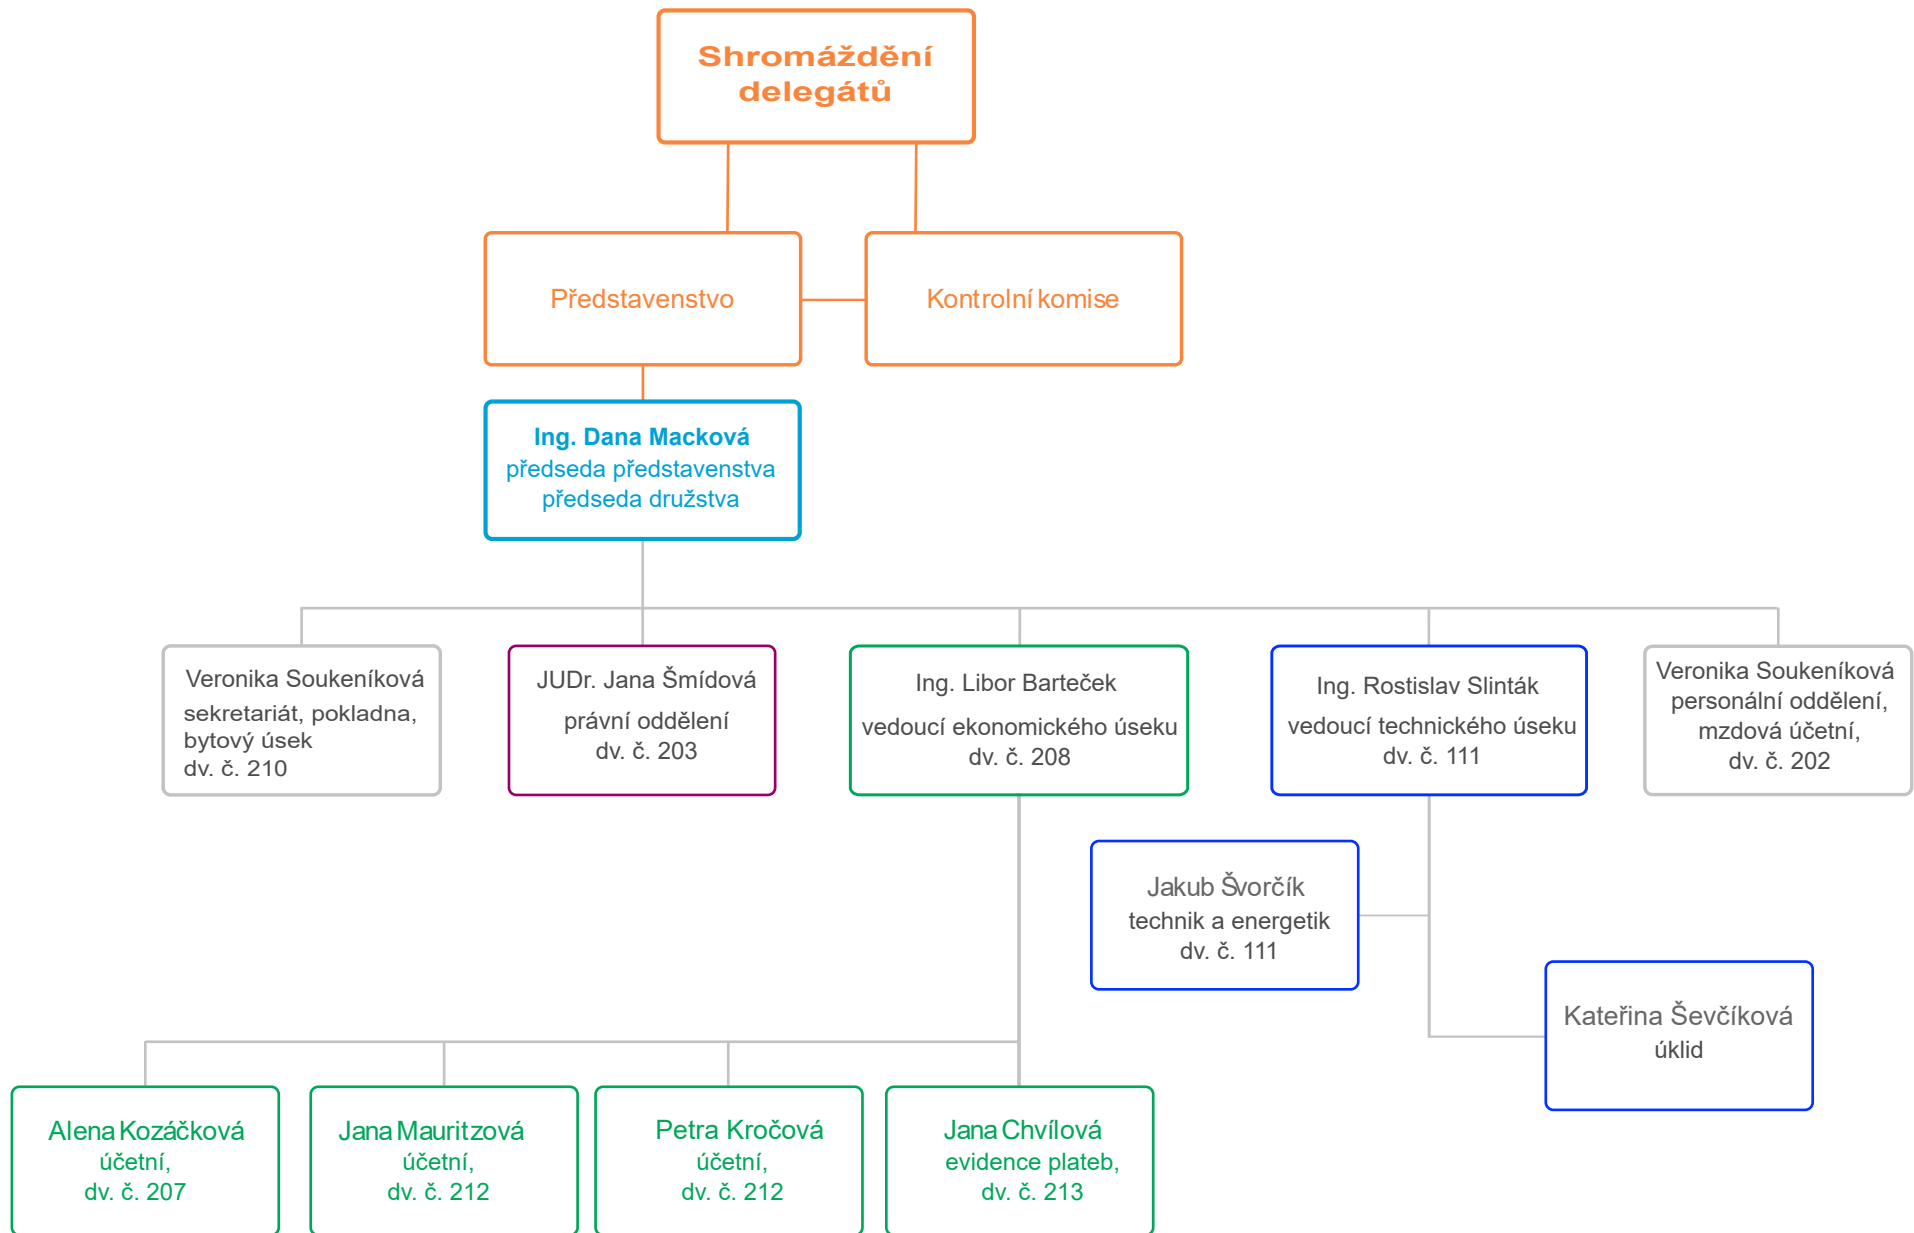 Shromáždění
delegátů
Představenstvo
Kontrolní komise
Ing. Dana Macková
předseda představenstva
předseda družstva
Veronika Soukeníková
sekretariát, pokladna,
bytový úsek
dv. č. 210
JUDr. Jana Šmídová
právní oddělení
dv. č. 203
Ing. Libor Barteček
vedoucí ekonomického úseku
dv. č. 208
Ing. Rostislav Slinták
vedoucí technického úseku
dv. č. 111
Veronika Soukeníková
personální oddělení,
mzdová účetní,
dv. č. 202
Jakub Švorčík
technik a energetik
dv. č. 111
Kateřina Ševčíková
úklid
Alena Kozáčková
účetní,
dv. č. 207
Jana Mauritzová
účetní,
dv. č. 212
Petra Kročová
účetní,
dv. č. 212
Jana Chvílová
evidence plateb,
dv. č. 213